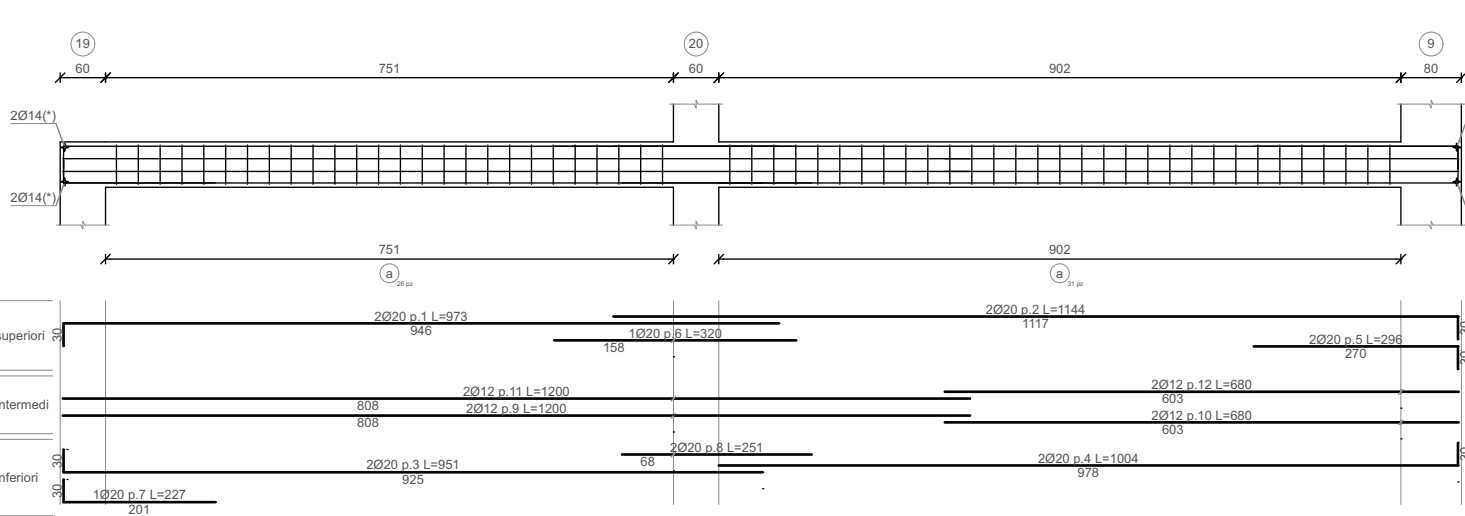 19 20 9
60 751 60 902 80
2Ø14(*)
2Ø14(*)
751 902
a a
26 pz 31 pz
superiori
30
2Ø20 p.1 L=973
946
2Ø20 p.2 L=1144
1117
30
1Ø20 p.6 L=320
158
2Ø20 p.5 L=296
270
30
ntermedi
2Ø12 p.11 L=1200
808
2Ø12 p.12 L=680
603
2Ø12 p.9 L=1200
808
2Ø12 p.10 L=680
603
nferiori
30
2Ø20 p.8 L=251
68
2Ø20 p.3 L=951
925
2Ø20 p.4 L=1004
978
30
30
1Ø20 p.7 L=227
201